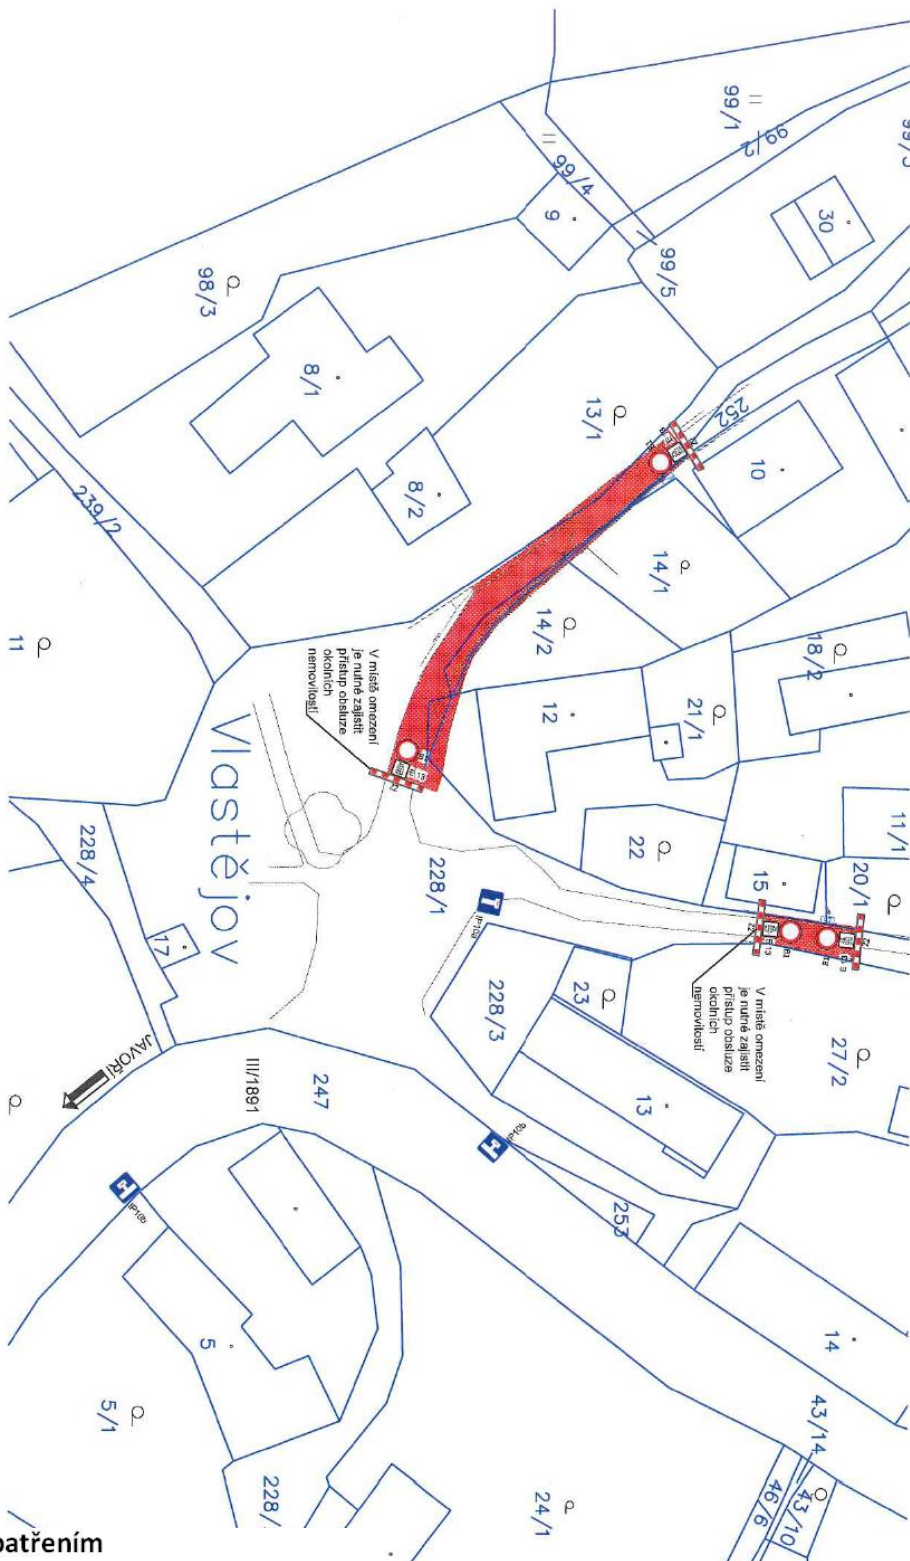 99/1
99/2
99/4
9
99/5
30
98/3
8/1
13/1
252
10
8/2
239/2
14/1
14/2
18/2
11
V místě omezení
je nutné zajistit
přístup obsluze
okolních
nemovitostí
12
21/1
Vlastějov
22
11/1
228/4
228/1
15
20/1
17
IP10a
228/3
23
V místě omezení
je nutné zajistit
přístup obsluze
okolních
nemovitostí
27/2
JAVOŘÍ
III/1891
247
13
IP10b
IP10b
253
5
14
5/1
43/14
228/
24/1
46/6
43/10
patřením